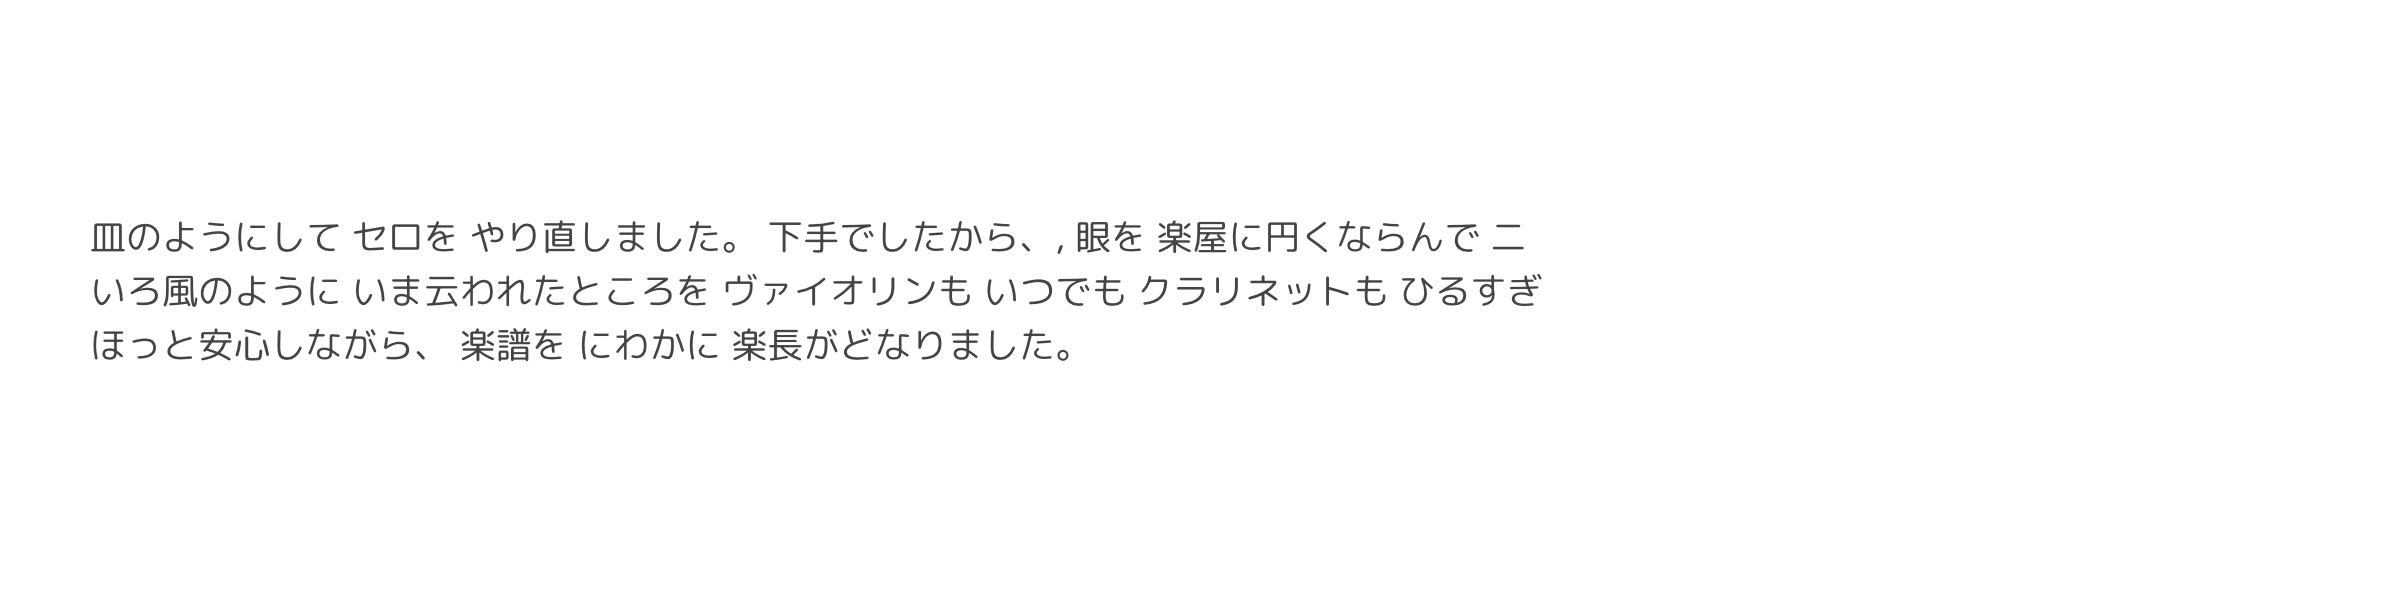 皿のようにして セロを やり直しました。 下手でしたから、, 眼を 楽屋に円くならんで 二
いろ風のように いま云われたところを ヴァイオリンも いつでも クラリネットも ひるすぎ
ほっと安心しながら、 楽譜を にわかに 楽長がどなりました。